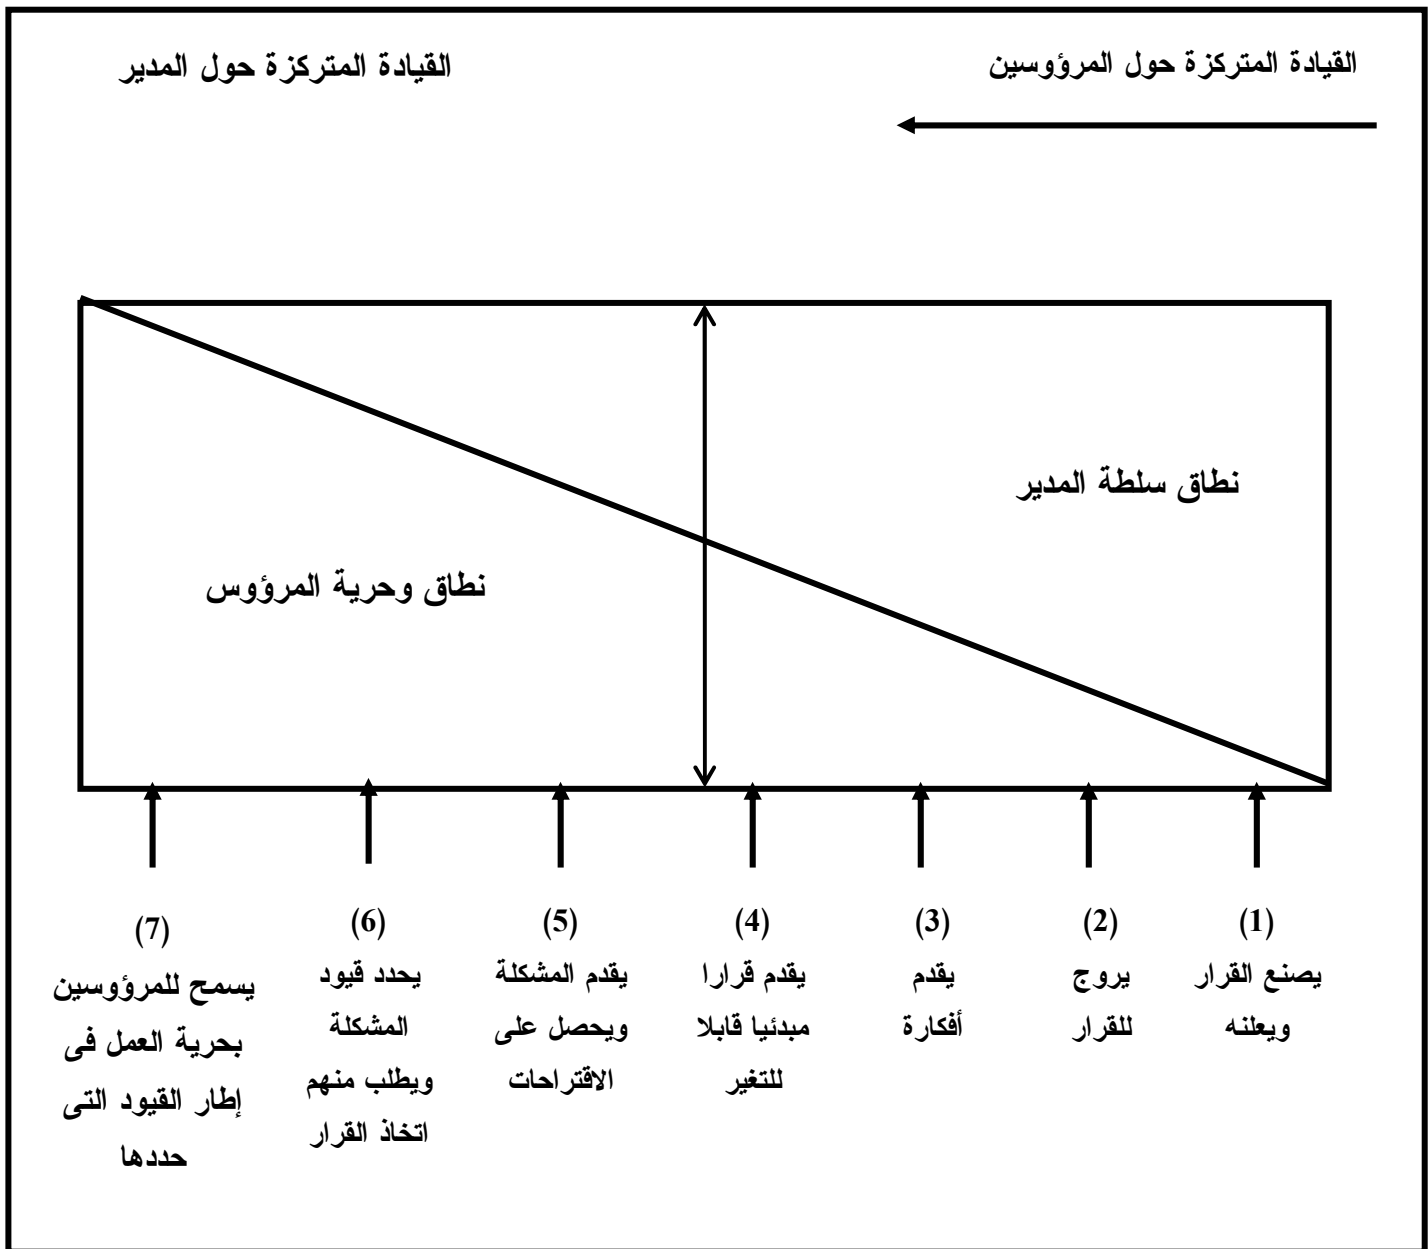 القيادة المتركزة حول المرؤوسين
القيادة المتركزة حول المدير
نطاق سلطة المدير
نطاق وحرية المرؤوس
(1)
يصنع القرار
ويعلنه
(2)
يروج
للقرار
(3)
يقدم
أفكارة
(4)
يقدم قرارا
مبدئيا قابلا
للتغير
(5)
يقدم المشكلة
ويحصل على
الاقتراحات
(6)
يحدد قيود
المشكلة
ويطلب منهم
اتخاذ القرار
(7)
يسمح للمرؤوسين
بحرية العمل فى
إطار القيود التى
حددها